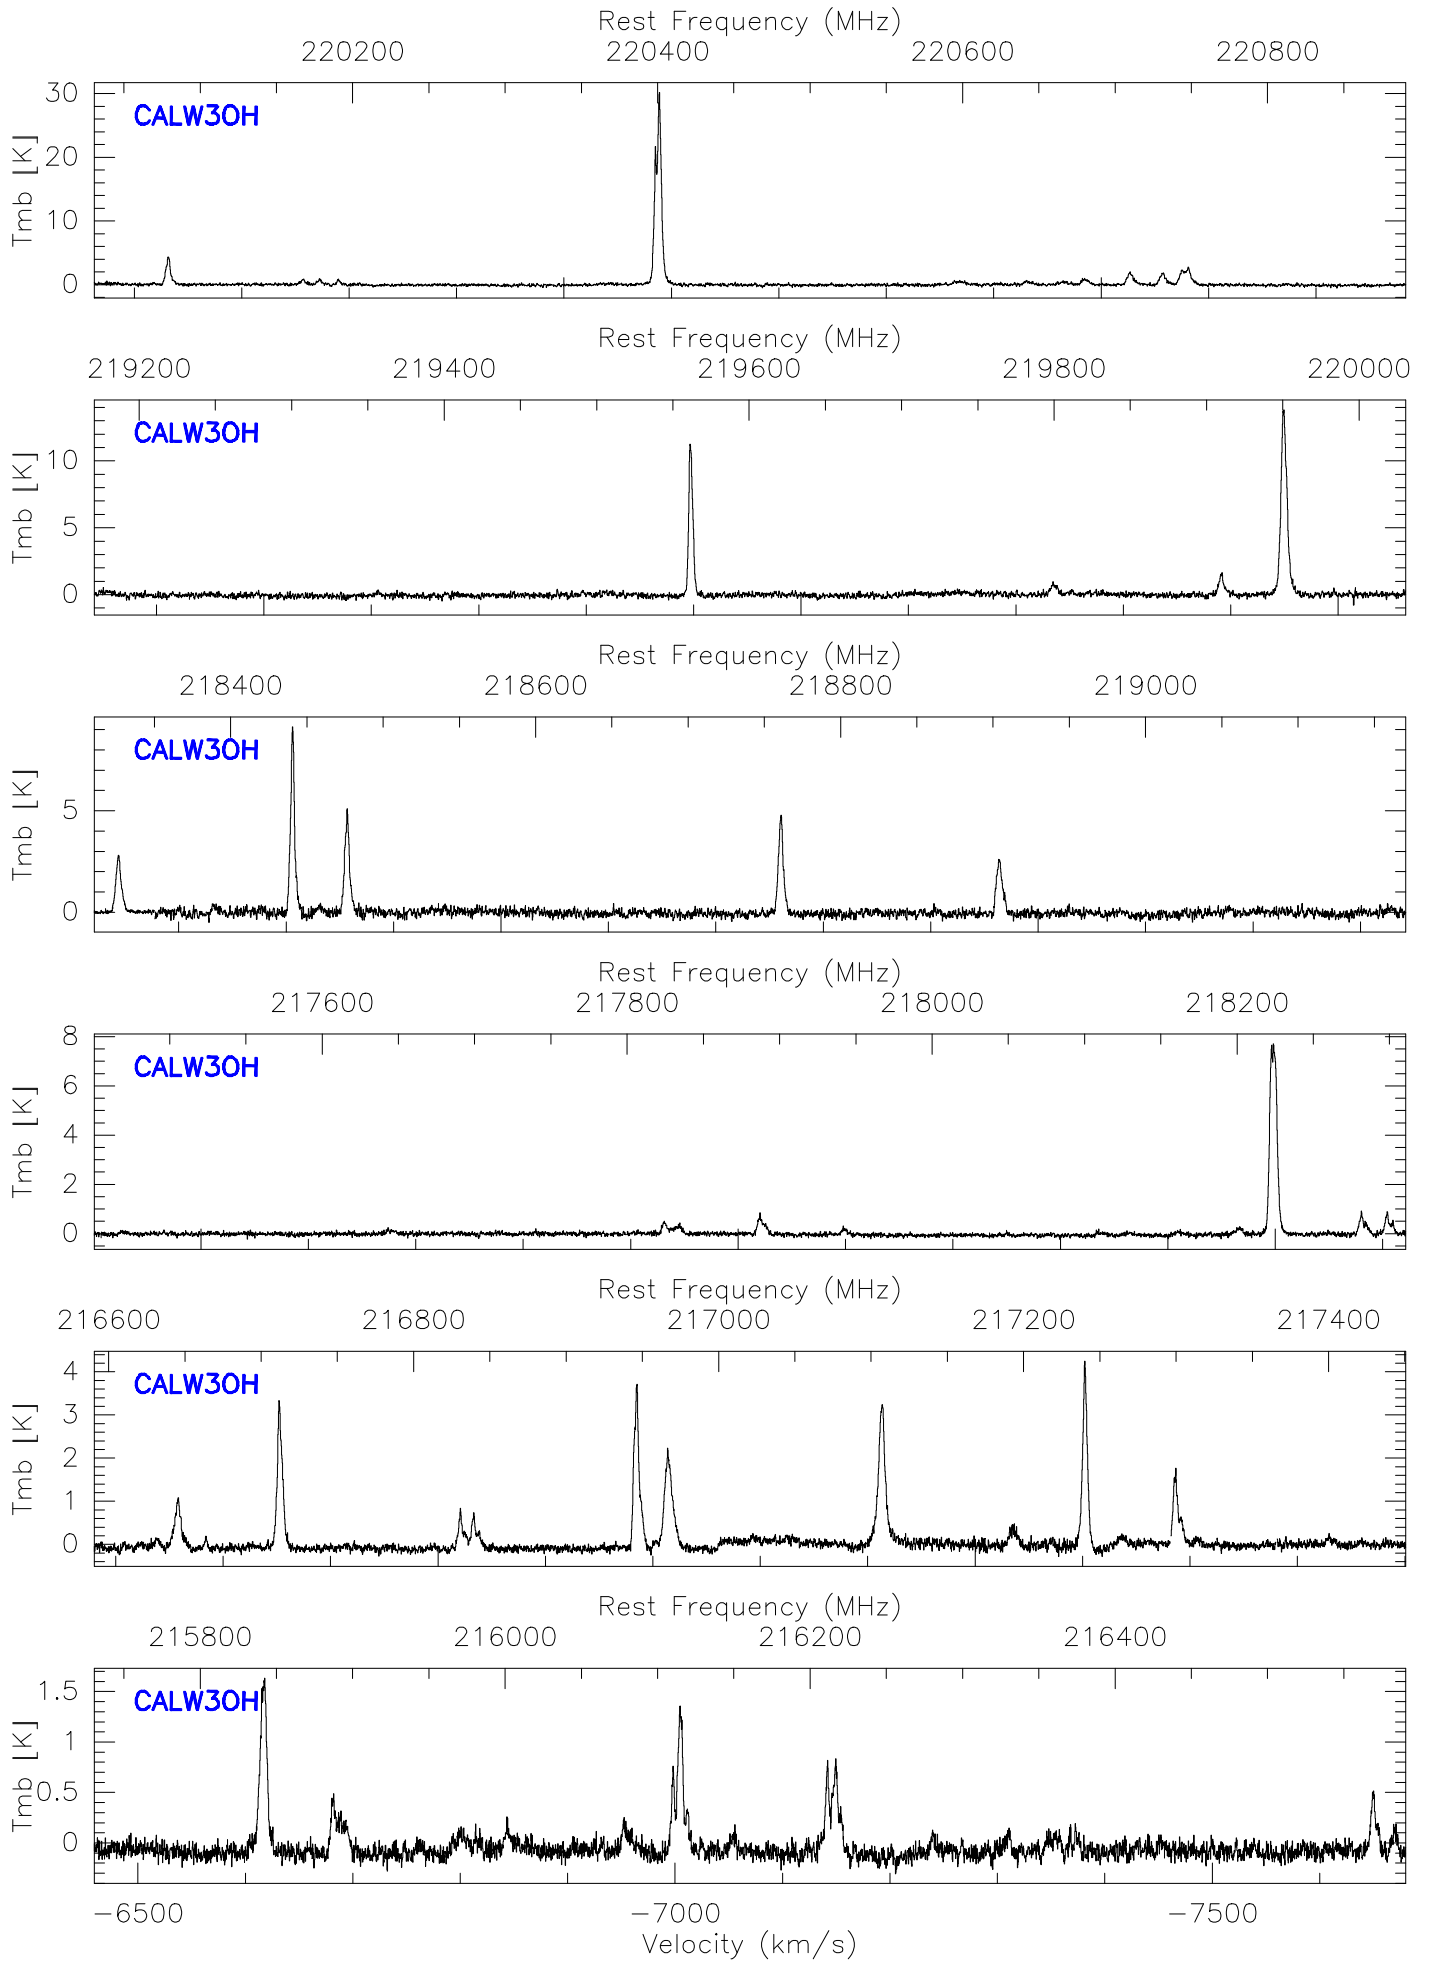 Rest Frequency (MHz)
220200 220400 220600 220800
CALW3OH
Tmb [K]
30
20
10
0
Rest Frequency (MHz)
219200 219400 219600 219800 220000
CALW3OH
Tmb [K]
10
5
0
Rest Frequency (MHz)
218400 218600 218800 219000
CALW3OH
Tmb [K]
5
0
Rest Frequency (MHz)
217600 217800 218000 218200
CALW3OH
Tmb [K]
8
6
4
2
0
Rest Frequency (MHz)
216600 216800 217000 217200 217400
CALW3OH
Tmb [K]
4
3
2
1
0
Rest Frequency (MHz)
215800 216000 216200 216400
CALW3OH
Tmb [K]
1.5
1
0.5
0
−6500 −7000 −7500
Velocity (km/s)